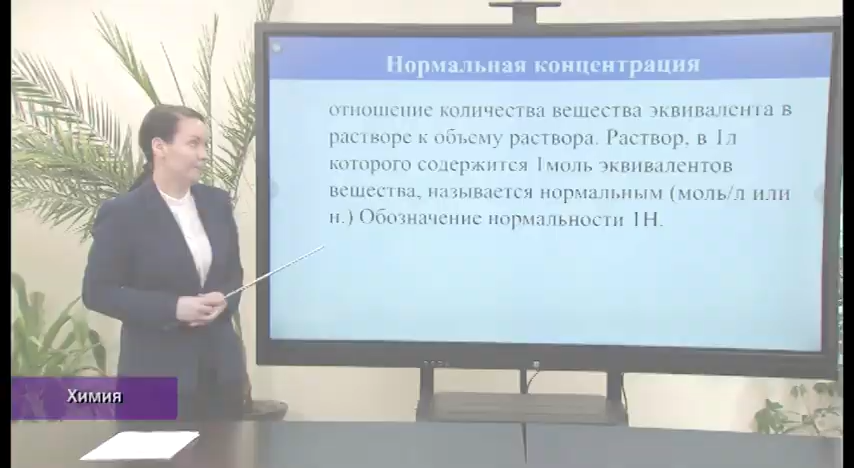 Нормальная концентрация
отношение количества вещества эквивалента в
растворе к объему раствора. Раствор, в 1л
которого содержится 1моль эквивалентов
вещества, называется нормальным (моль/л или
н.) Обозначение нормальности 1Н.
Химия